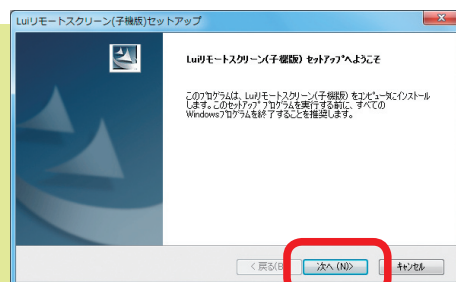 Luiリモートスクリーン(子機版)セットアップ
Luiリモートスクリーン(子機版) セットアップへようこそ
このプログラムは、Luiリモートスクリーン(子機版) をコンピュータにインストール
します。このセットアップ プログラムを実行する前に、すべての
Windowsプログラムを終了することを推奨します。
< 戻る(B
次へ (N)>
キャンセル